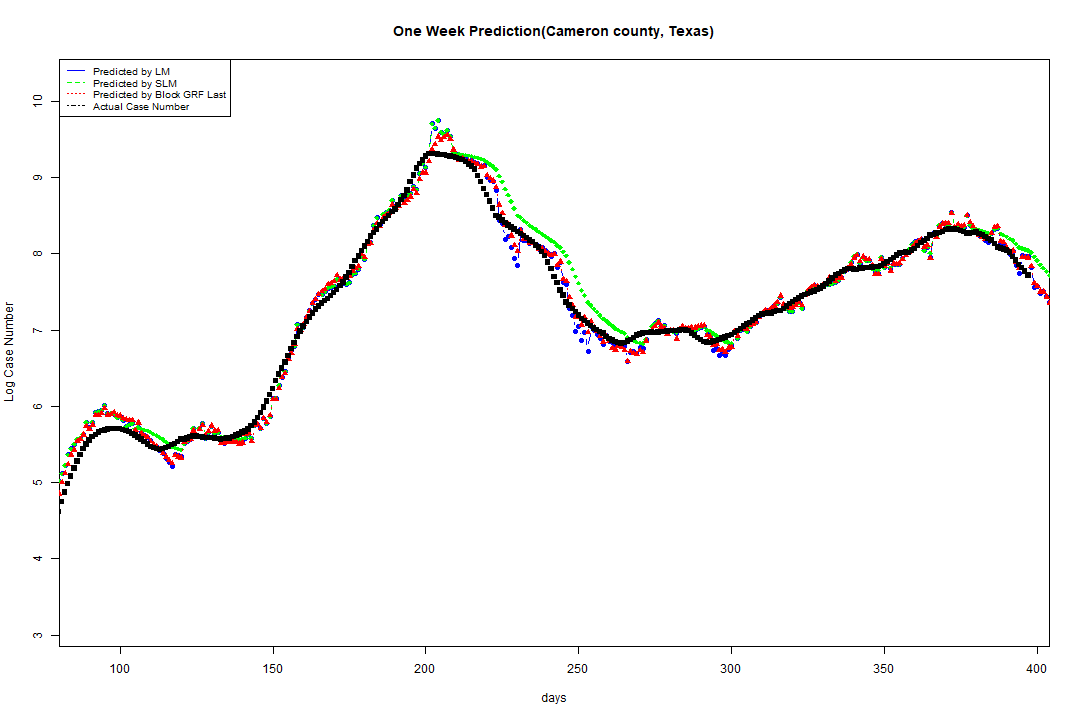 One Week Prediction(Cameron county, Texas)
Predicted by LM
Predicted by SLM
Predicted by Block GRF Last
Actual Case Number
Log Case Number
10
9
8
7
6
5
4
3
100 150 200 250 300 350 400
days